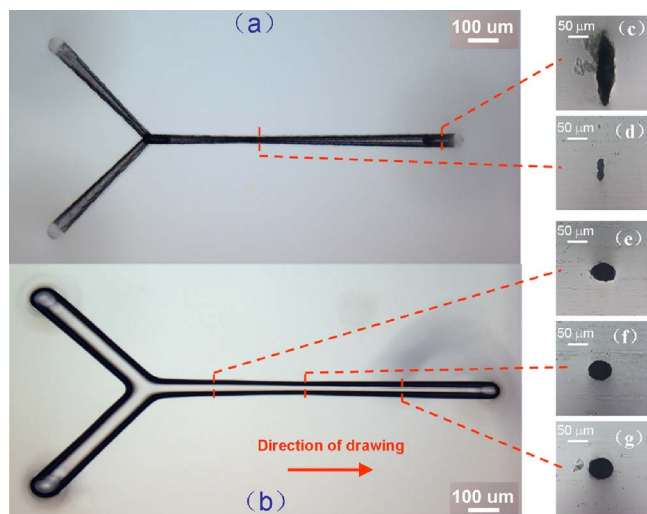 (a)
100 um
50 μm
(c)
50 μm
(d)
50 μm
(e)
50 μm
(f)
50 μm
(g)
Direction of drawing
(b)
100 um